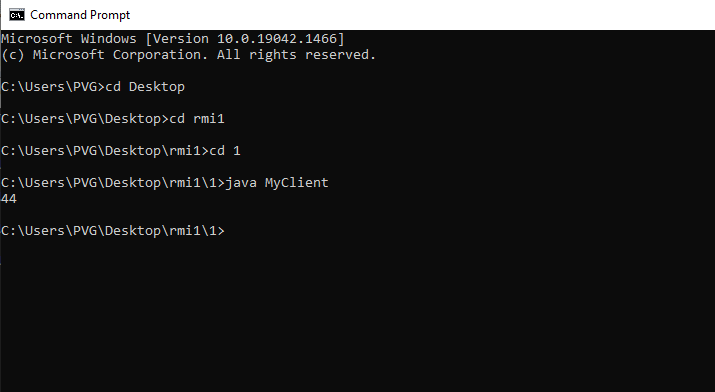 Command Prompt
Microsoft Windows [Version 10.0.19042.1466]
(c) Microsoft Corporation. All rights reserved.
C:\Users\PVG>cd Desktop
C:\Users\PVG\Desktop>cd rmi1
C:\Users\PVG\Desktop\rmi1>cd 1
C:\Users\PVG\Desktop\rmi1\1>java MyClient
44
C:\Users\PVG\Desktop\rmi1\1>